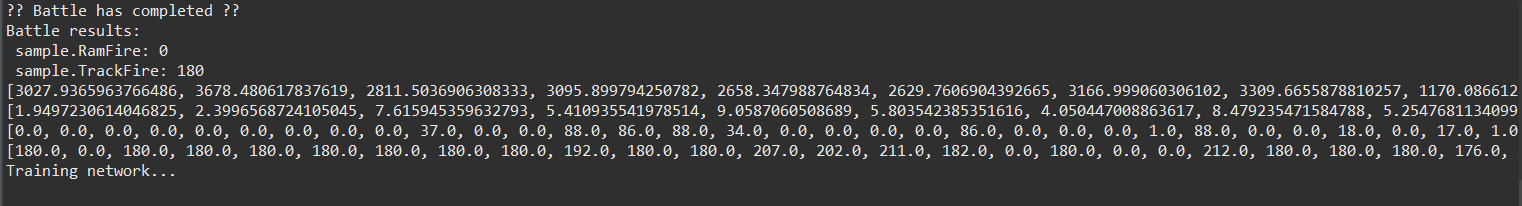 ?? Battle has completed ??
Battle results:
sample.RamFire: 0
sample.TrackFire: 180
[3027.9365963766486, 3678.480617837619, 2811.5036906308333, 3095.899794250782, 2658.347988764834, 2629.7606904392665, 3166.999060306102, 3309.6655878810257, 1170.086612
[1.9497230614046825, 2.3996568724105045, 7.615945359632793, 5.410935541978514, 9.0587060508689, 5.803542385351616, 4.050447008863617, 8.479235471584788, 5.2547681134099
[0.0, 0.0, 0.0, 0.0, 0.0, 0.0, 0.0, 0.0, 0.0, 37.0, 0.0, 0.0, 88.0, 86.0, 88.0, 34.0, 0.0, 0.0, 0.0, 0.0, 86.0, 0.0, 0.0, 0.0, 0.0, 1.0, 88.0, 0.0, 0.0, 18.0, 0.0, 17.0, 1.0
[180.0, 0.0, 180.0, 180.0, 180.0, 180.0, 180.0, 180.0, 180.0, 192.0, 180.0, 180.0, 207.0, 202.0, 211.0, 182.0, 0.0, 180.0, 0.0, 0.0, 212.0, 180.0, 180.0, 180.0, 176.0,
Training network...